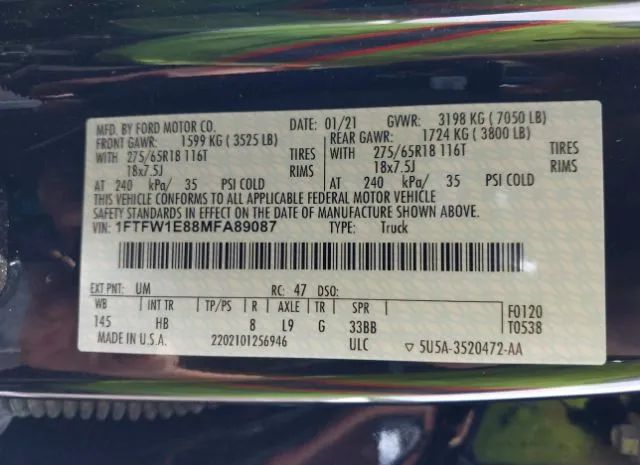 MFD. BY FORD MOTOR CO. DATE: 01/21 GVWR: 3198 KG ( 7050 LB)
FRONT GAWR: 1599 KG ( 3525 LB) REAR GAWR: 1724 KG ( 3800 LB)
WITH 275/65R18 116T TIRES WITH 275/65R18 116T TIRES
18x7.5J RIMS 18x7.5J RIMS
AT 240 kPa/ 35 PSI COLD AT 240 kPa/ 35 PSI COLD
THIS VEHICLE CONFORMS TO ALL APPLICABLE FEDERAL MOTOR VEHICLE
SAFETY STANDARDS IN EFFECT ON THE DATE OF MANUFACTURE SHOWN ABOVE.
VIN: 1FTFW1E88MFA89087 TYPE: Truck
EXT PNT: UM RC: 47 DSO:
WB INT TR TP/PS R AXLE TR SPR F0120
145 HB 8 L9 G 33BB T0538
MADE IN U.S.A. 2202101256946 ULC ▽ 5U5A-3520472-AA